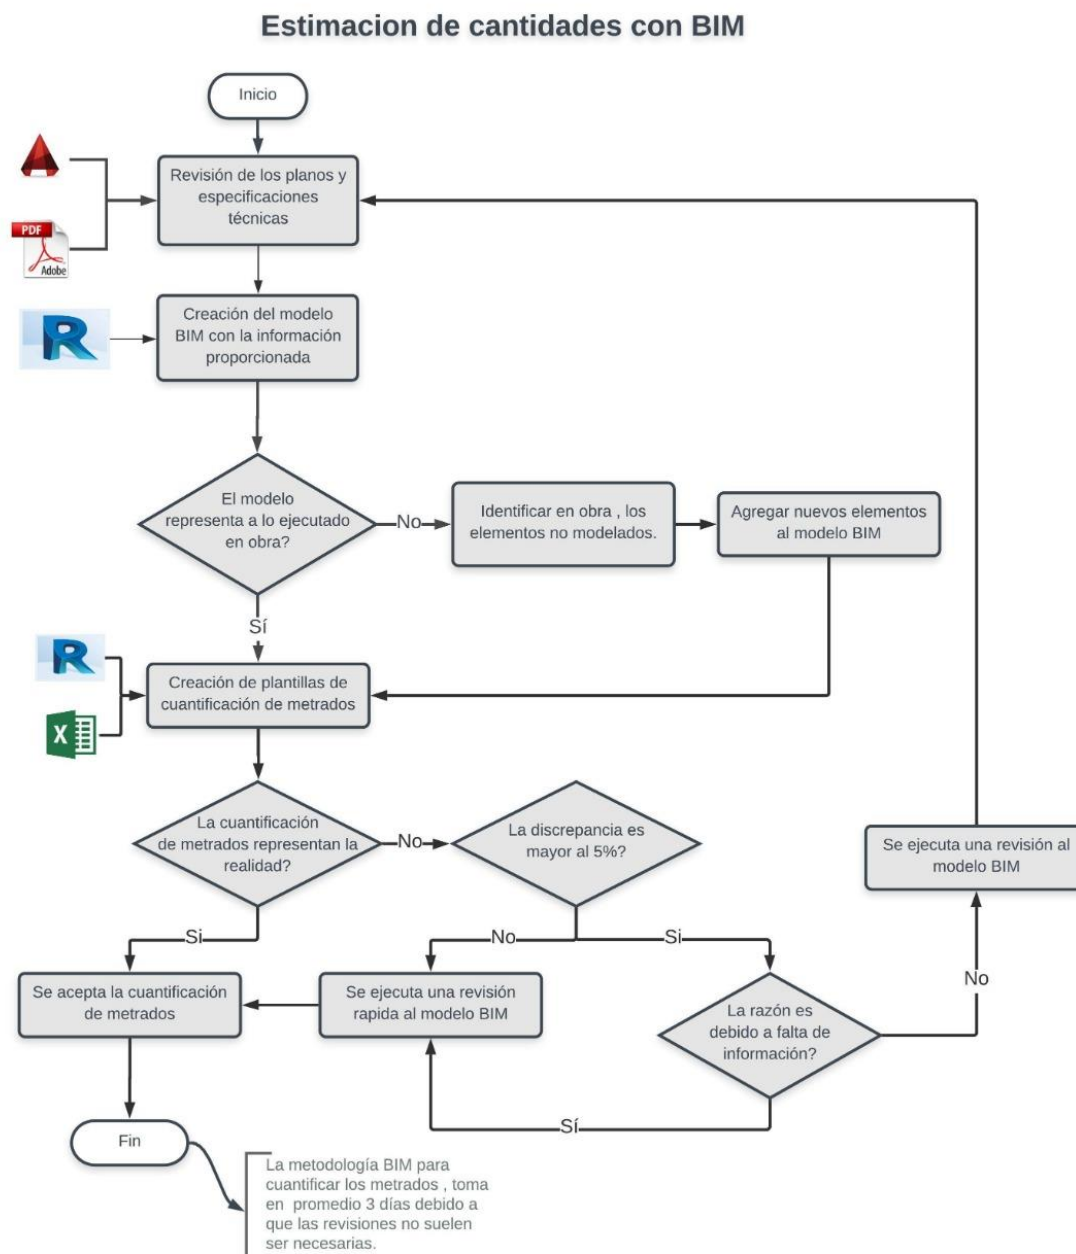 Estimacion de cantidades con BIM
Inicio
Revisión de los planos y
especificaciones
técnicas
PDF
Adobe
Creación del modelo
BIM con la información
proporcionada
R
El modelo
representa a lo ejecutado
en obra?
No
Identificar en obra , los
elementos no modelados.
Agregar nuevos elementos
al modelo BIM
Sí
R
X
Creación de plantillas de
cuantificación de metrados
La cuantificación
de metrados representan la
realidad?
No
La discrepancia es
mayor al 5%?
Se ejecuta una revisión al
modelo BIM
Si
No
Si
No
Se acepta la cuantificación
de metrados
Se ejecuta una revisión
rapida al modelo BIM
La razón es
debido a falta de
información?
Sí
Fin
La metodología BIM para
cuantificar los metrados , toma
en promedio 3 días debido a
que las revisiones no suelen
ser necesarias.